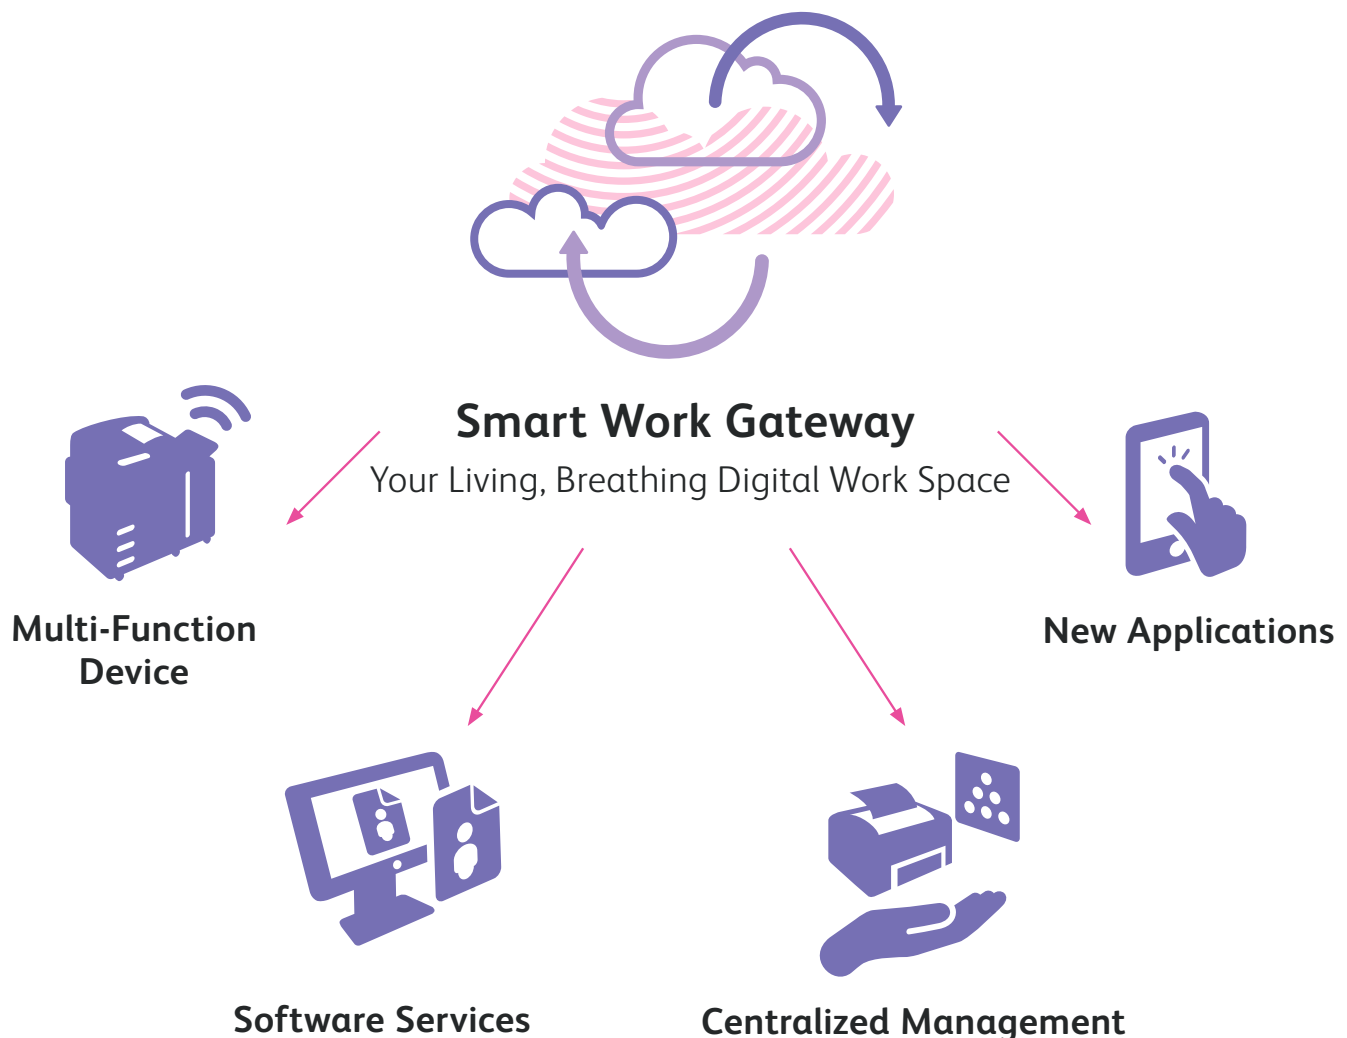 Smart Work Gateway
Your Living, Breathing Digital Work Space
Multi-Function
Device
New Applications
Software Services
Centralized Management